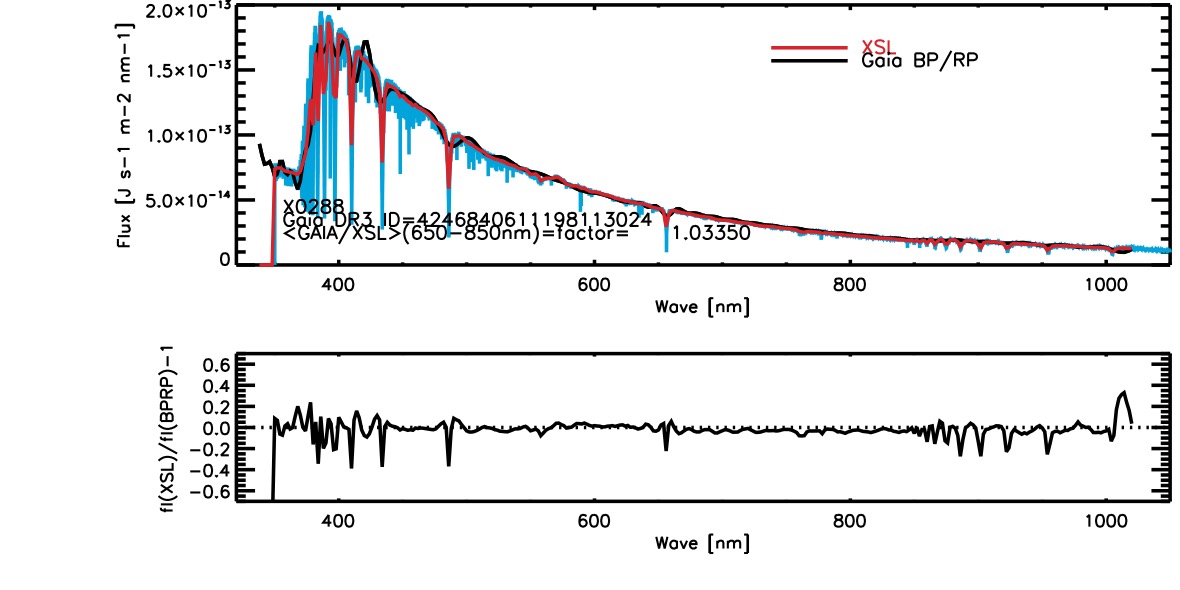 2.0×10−13
1.5×10−13
1.0×10−13
5.0×10−14
0
Flux [J s−1 m−2 nm−1]
XSL
Gaia BP/RP
X0288
Gaia DR3 ID=4246840611198113024
<GAIA/XSL>(650−850nm)=factor= 1.03350
400 600 800 1000
Wave [nm]
fl(XSL)/fl(BPRP)−1
0.6
0.4
0.2
0.0
−0.2
−0.4
−0.6
400 600 800 1000
Wave [nm]